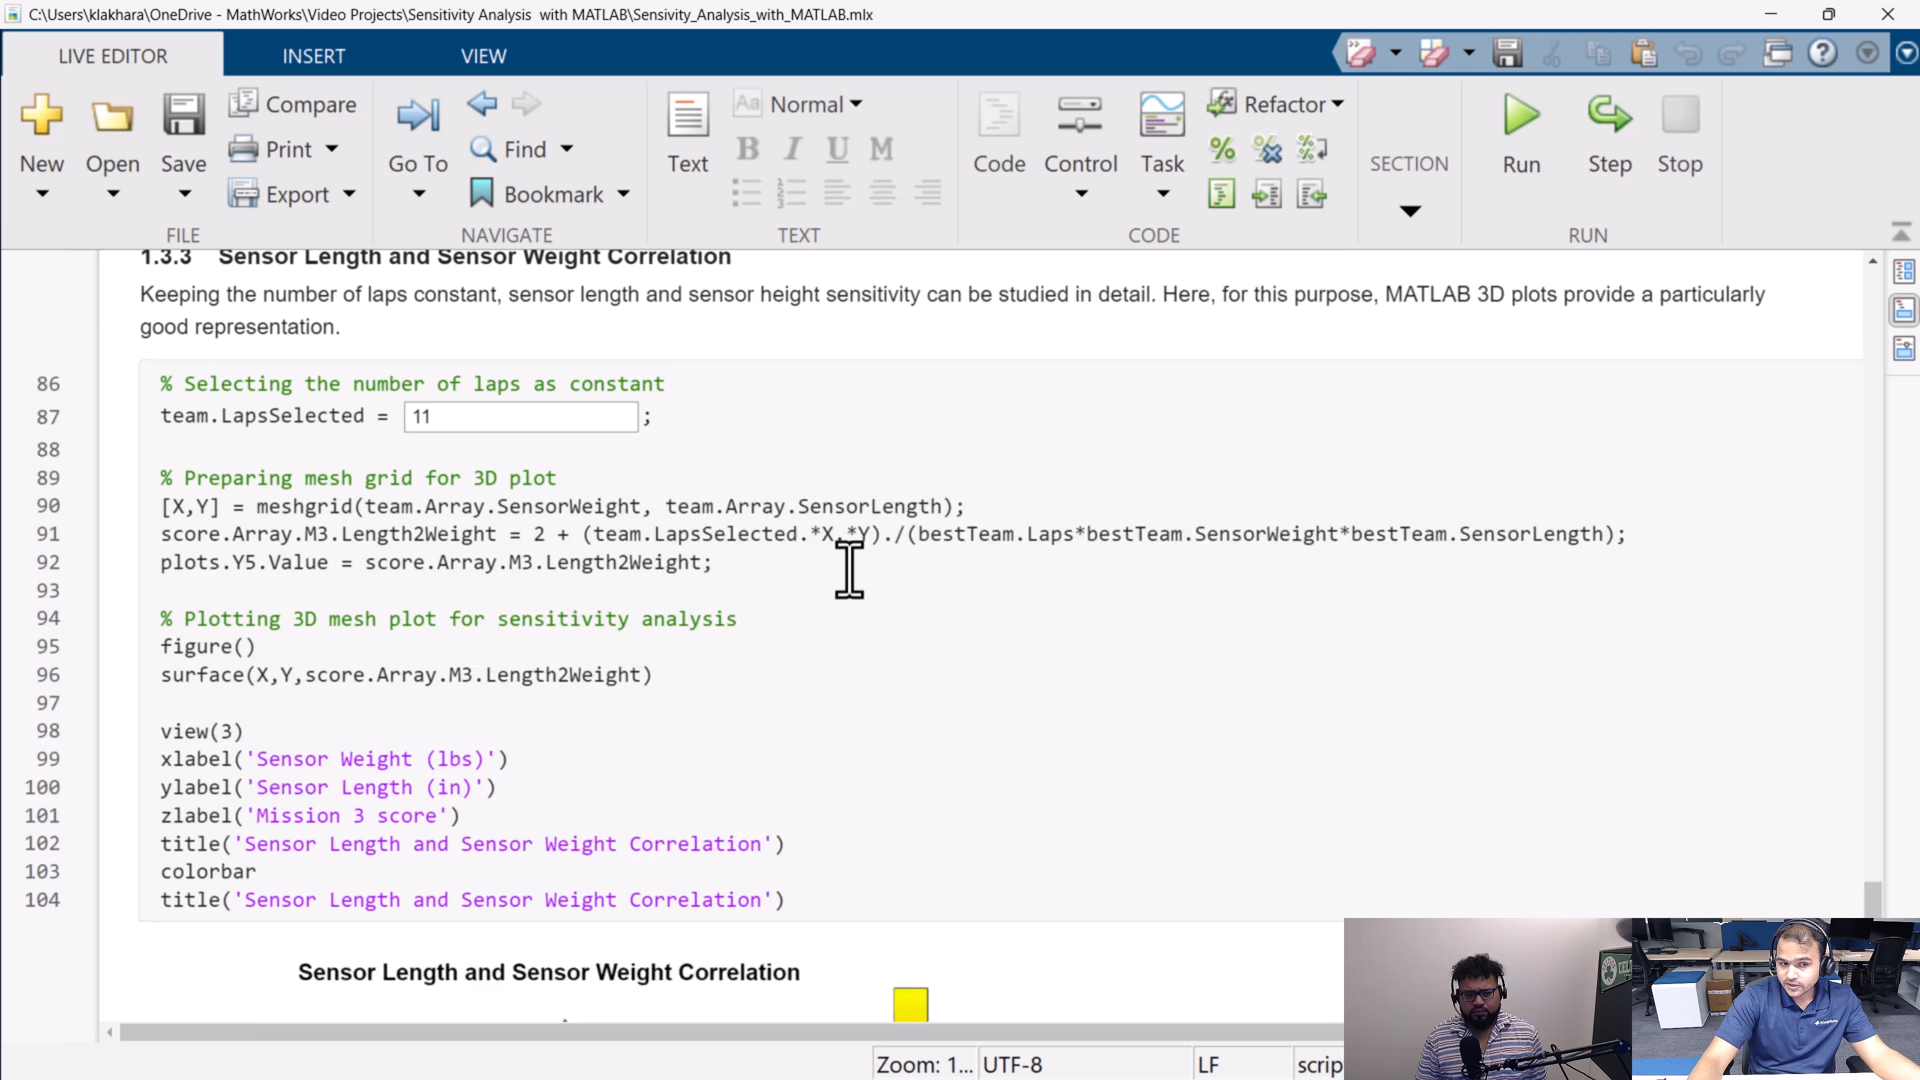 C:\Users\klakhara\OneDrive - MathWorks\Video Projects\Sensitivity Analysis  with MATLAB\Sensivity_Analysis_with_MATLAB.mlx
LIVE EDITOR
INSERT
VIEW
New
Open
Save
Compare
Print
Export
FILE
Go To
Find
Bookmark
NAVIGATE
Text
Aa Normal
B I U M
TEXT
Code
Control
Task
Refactor
CODE
SECTION
Run
Step
Stop
RUN
1.3.3 Sensor Length and Sensor Weight Correlation
Keeping the number of laps constant, sensor length and sensor height sensitivity can be studied in detail. Here, for this purpose, MATLAB 3D plots provide a particularly
good representation.
86 % Selecting the number of laps as constant
87 team.LapsSelected = 11 ;
88
89 % Preparing mesh grid for 3D plot
90 [X,Y] = meshgrid(team.Array.SensorWeight, team.Array.SensorLength);
91 score.Array.M3.Length2Weight = 2 + (team.LapsSelected.*X.*Y)./(bestTeam.Laps*bestTeam.SensorWeight*bestTeam.SensorLength);
92 plots.Y5.Value = score.Array.M3.Length2Weight;
93
94 % Plotting 3D mesh plot for sensitivity analysis
95 figure()
96 surface(X,Y,score.Array.M3.Length2Weight)
97
98 view(3)
99 xlabel('Sensor Weight (lbs)')
100 ylabel('Sensor Length (in)')
101 zlabel('Mission 3 score')
102 title('Sensor Length and Sensor Weight Correlation')
103 colorbar
104 title('Sensor Length and Sensor Weight Correlation')
Sensor Length and Sensor Weight Correlation
Zoom: 1... UTF-8 LF scrip